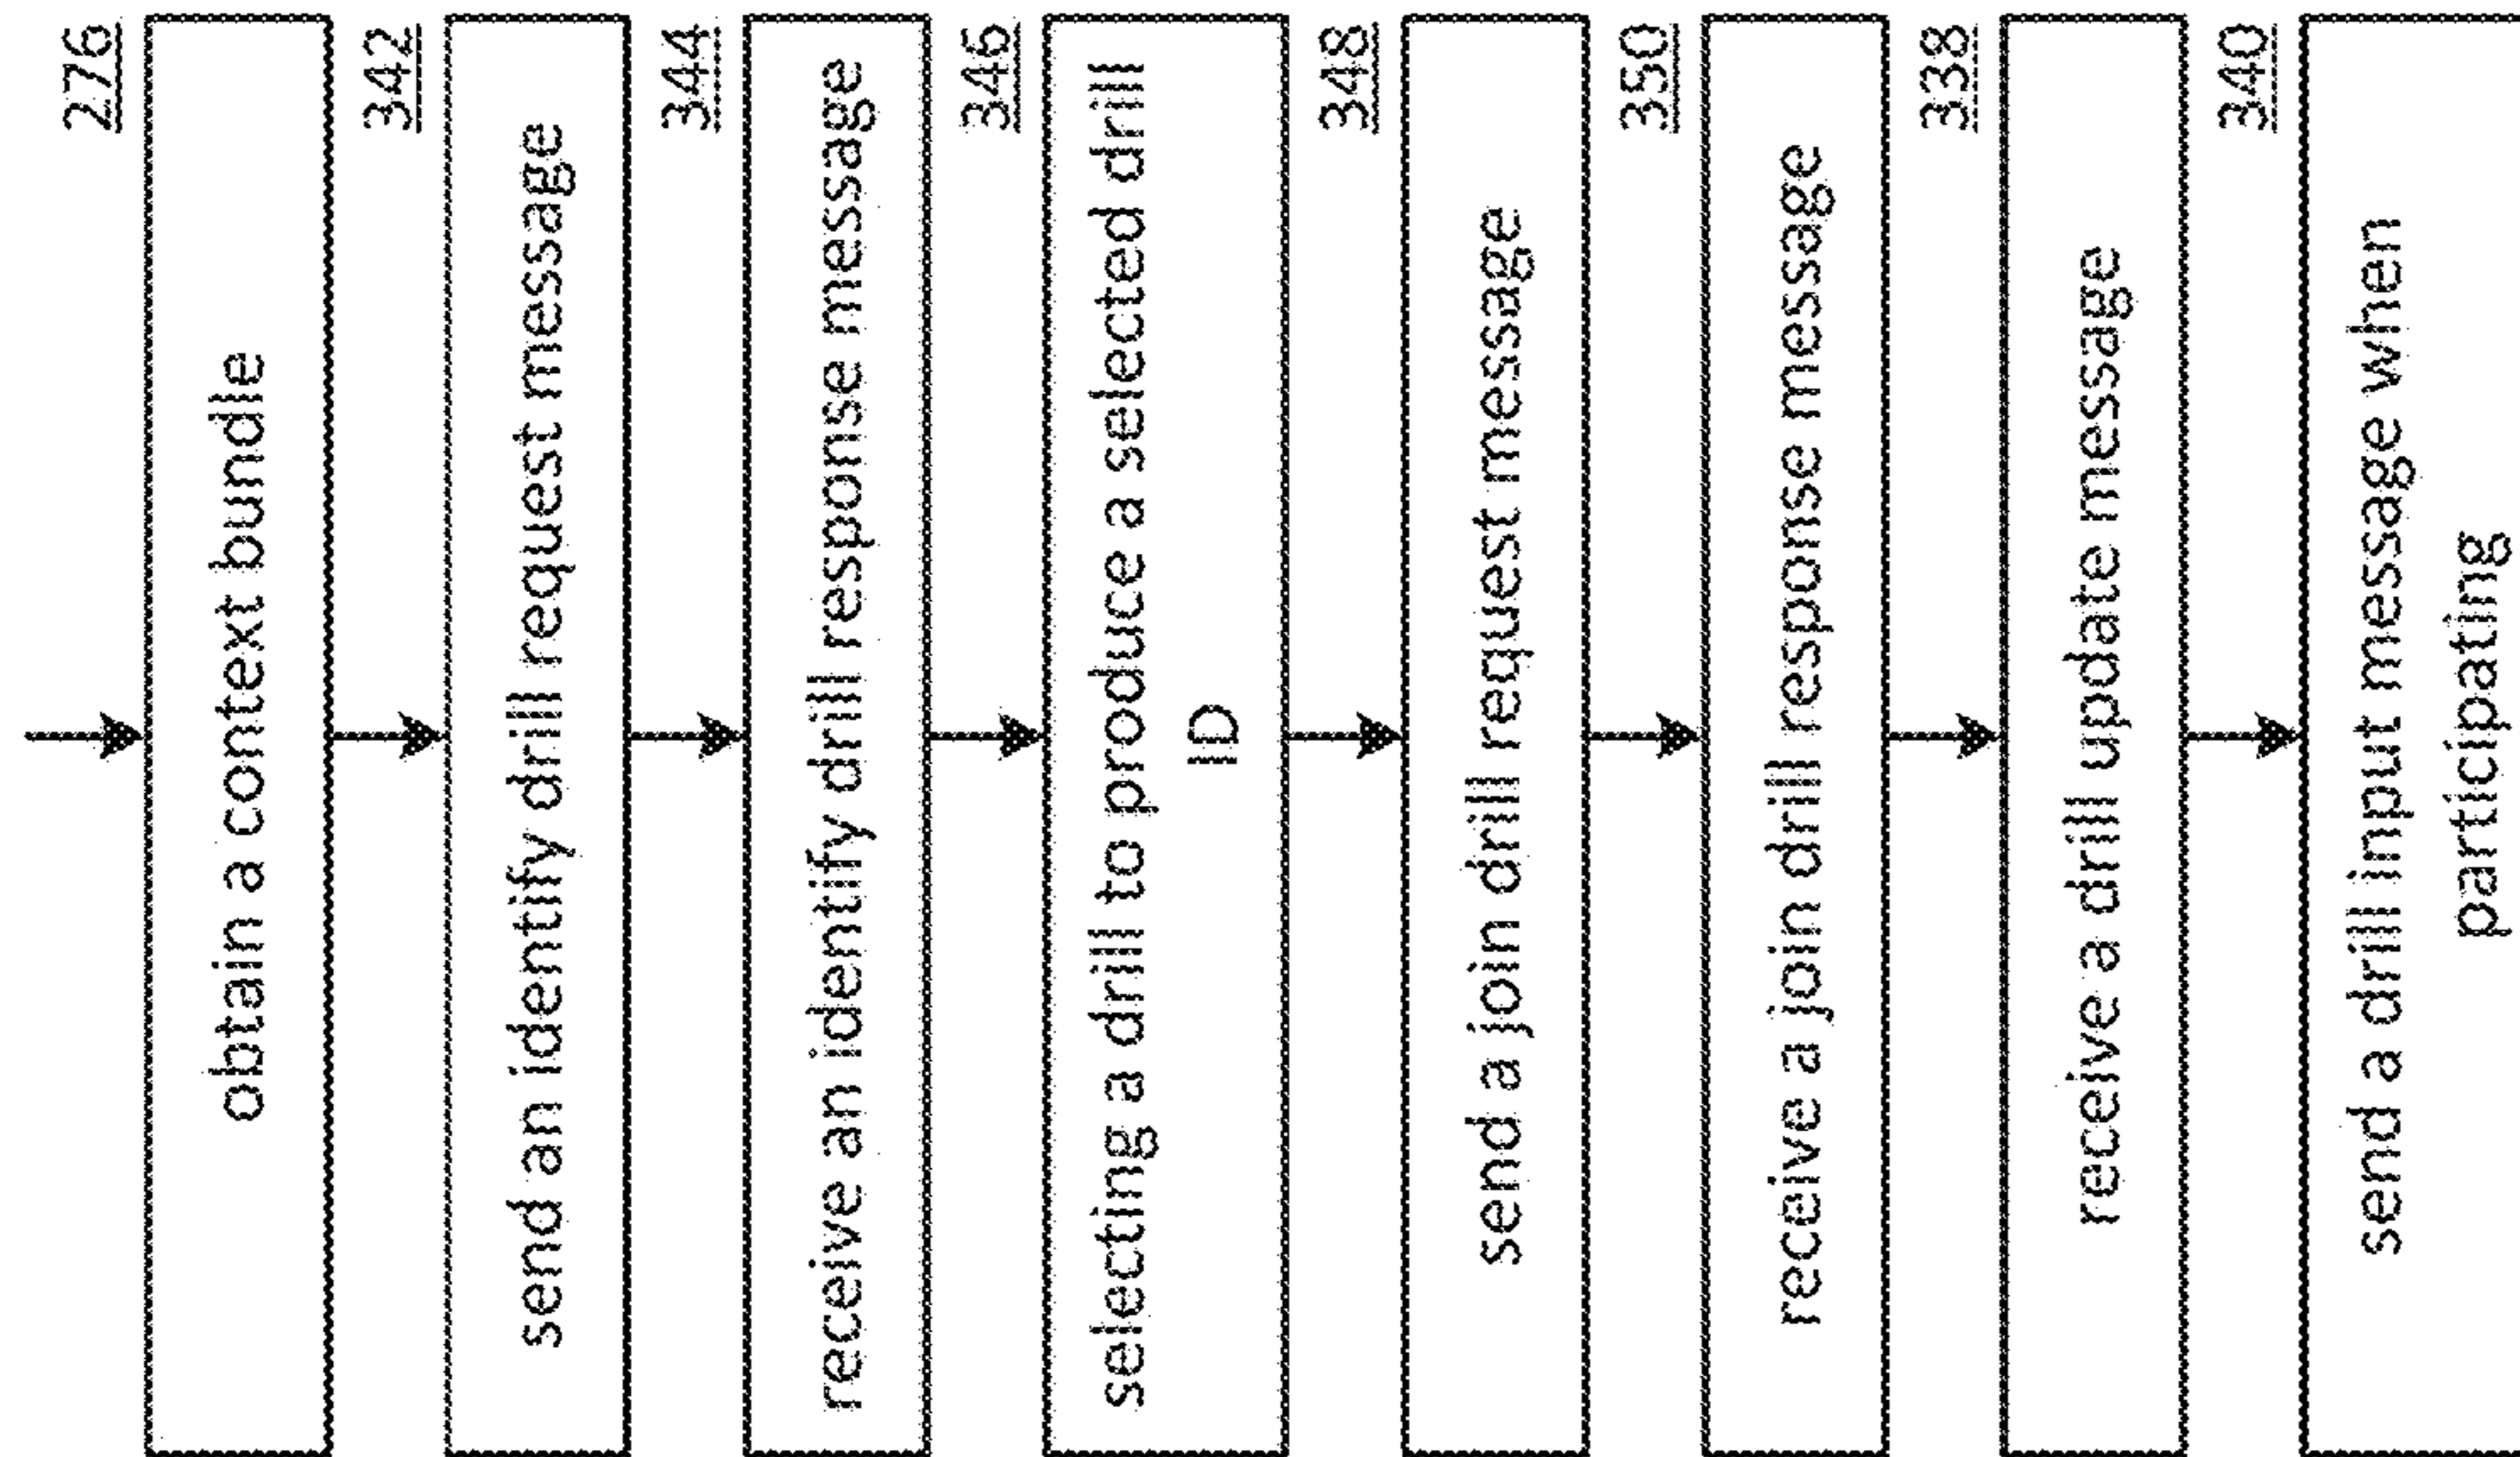 276
obtain a context bundle
342
send an identify drill request message
344
receive an identify drill response message
346
selecting a drill to produce a selected drill
ID
348
send a join drill request message
350
receive a join drill response message
338
receive a drill update message
340
send a drill input message when
participating